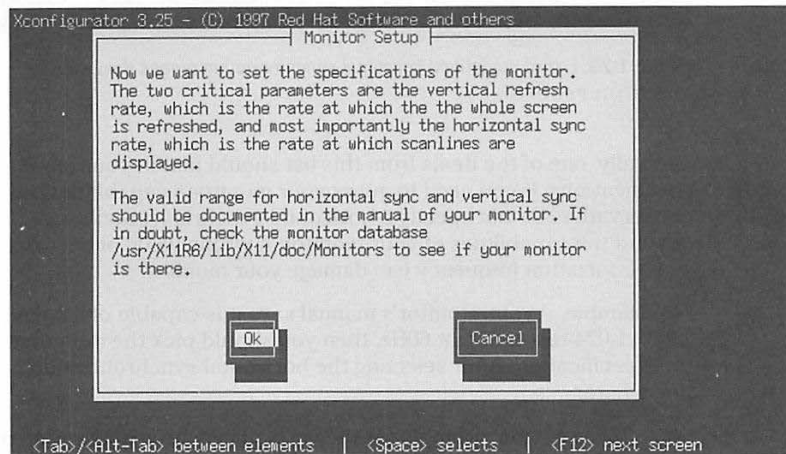 Xconfigurator 3.25 - (C) 1997 Red Hat Software and others
Monitor Setup
Now we want to set the specifications of the monitor.
The two critical parameters are the vertical refresh
rate, which is the rate at which the the whole screen
is refreshed, and most importantly the horizontal sync
rate, which is the rate at which scanlines are
displayed.
The valid range for horizontal sync and vertical sync
should be documented in the manual of your monitor. If
in doubt, check the monitor database
/usr/X11R6/lib/X11/doc/Monitors to see if your monitor
is there.
Ok
Cancel
<Tab>/<Alt-Tab> between elements | <Space> selects | <F12> next screen